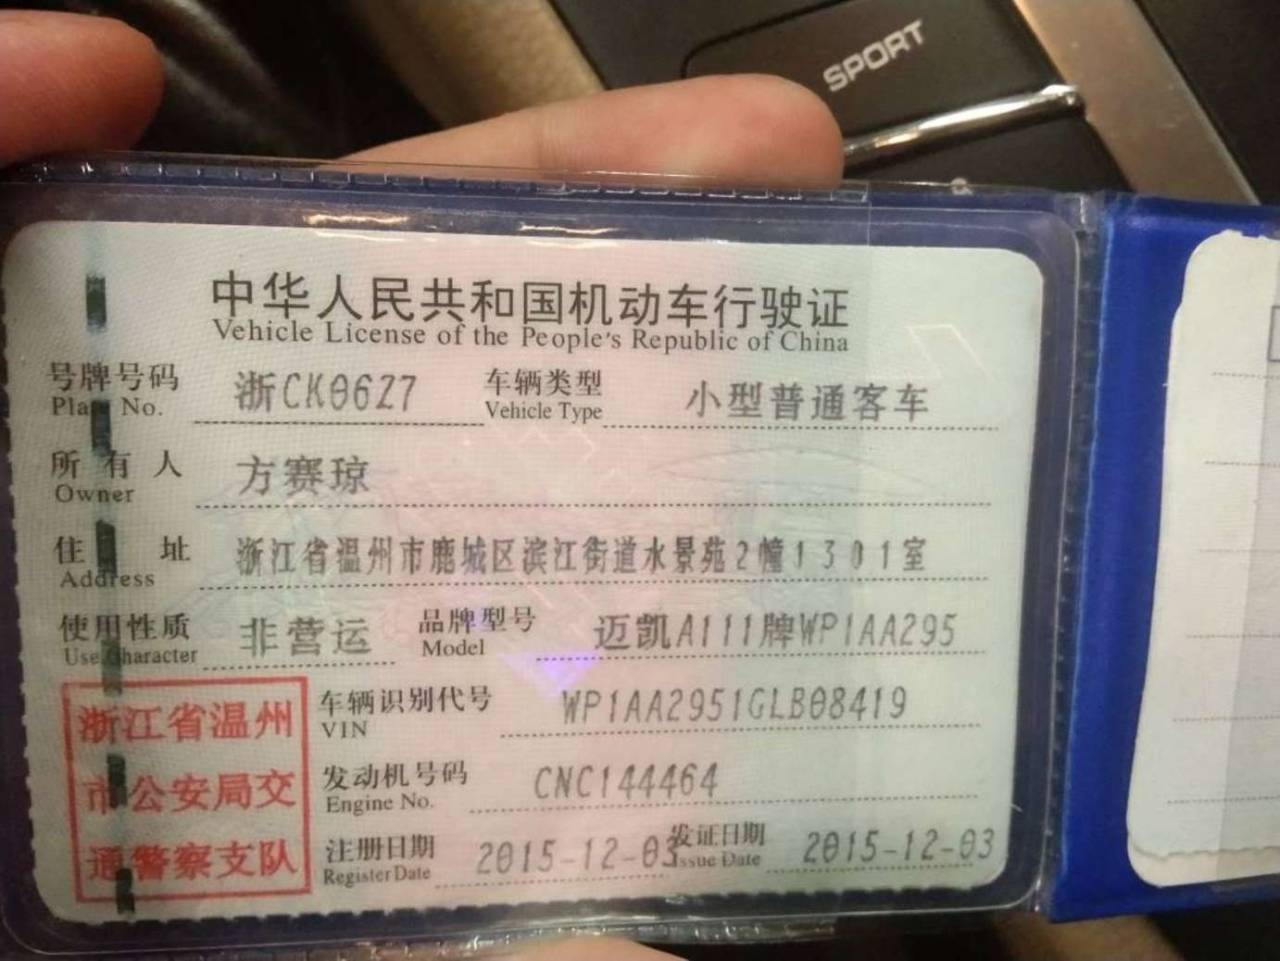 SPORT
中华人民共和国机动车行驶证
Vehicle License of the People's Republic of China
号牌号码 浙CK0627 车辆类型 小型普通客车
Plate No. Vehicle Type
所有人 方赛琼
Owner
住址 浙江省温州市鹿城区滨江街道水景苑2幢1301室
Address
使用性质 非营运 品牌型号 迈凯A111牌WP1AA295
Use Character Model
浙江省温州
市公安局交
通警察支队
车辆识别代号 WP1AA2951GLB08419
VIN
发动机号码 CNC144464
Engine No.
注册日期 2015-12-03 发证日期 2015-12-03
Register Date Issue Date